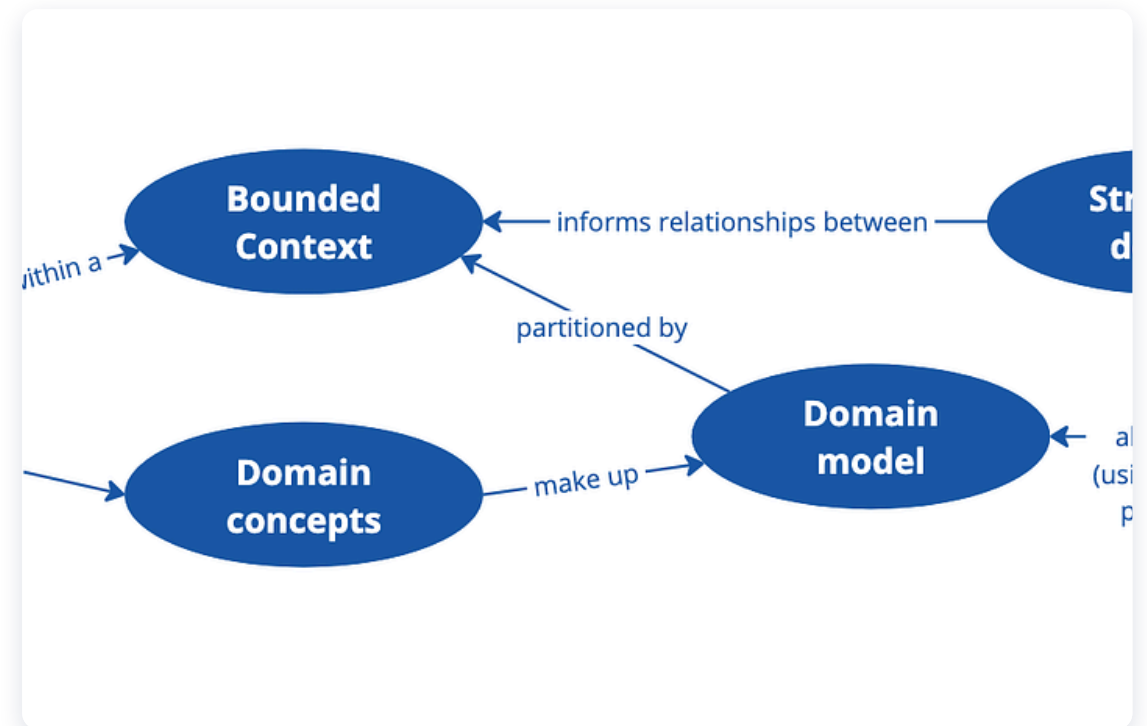 Bounded
Context
informs relationships between
within a
partitioned by
Domain
model
Domain
concepts
make up